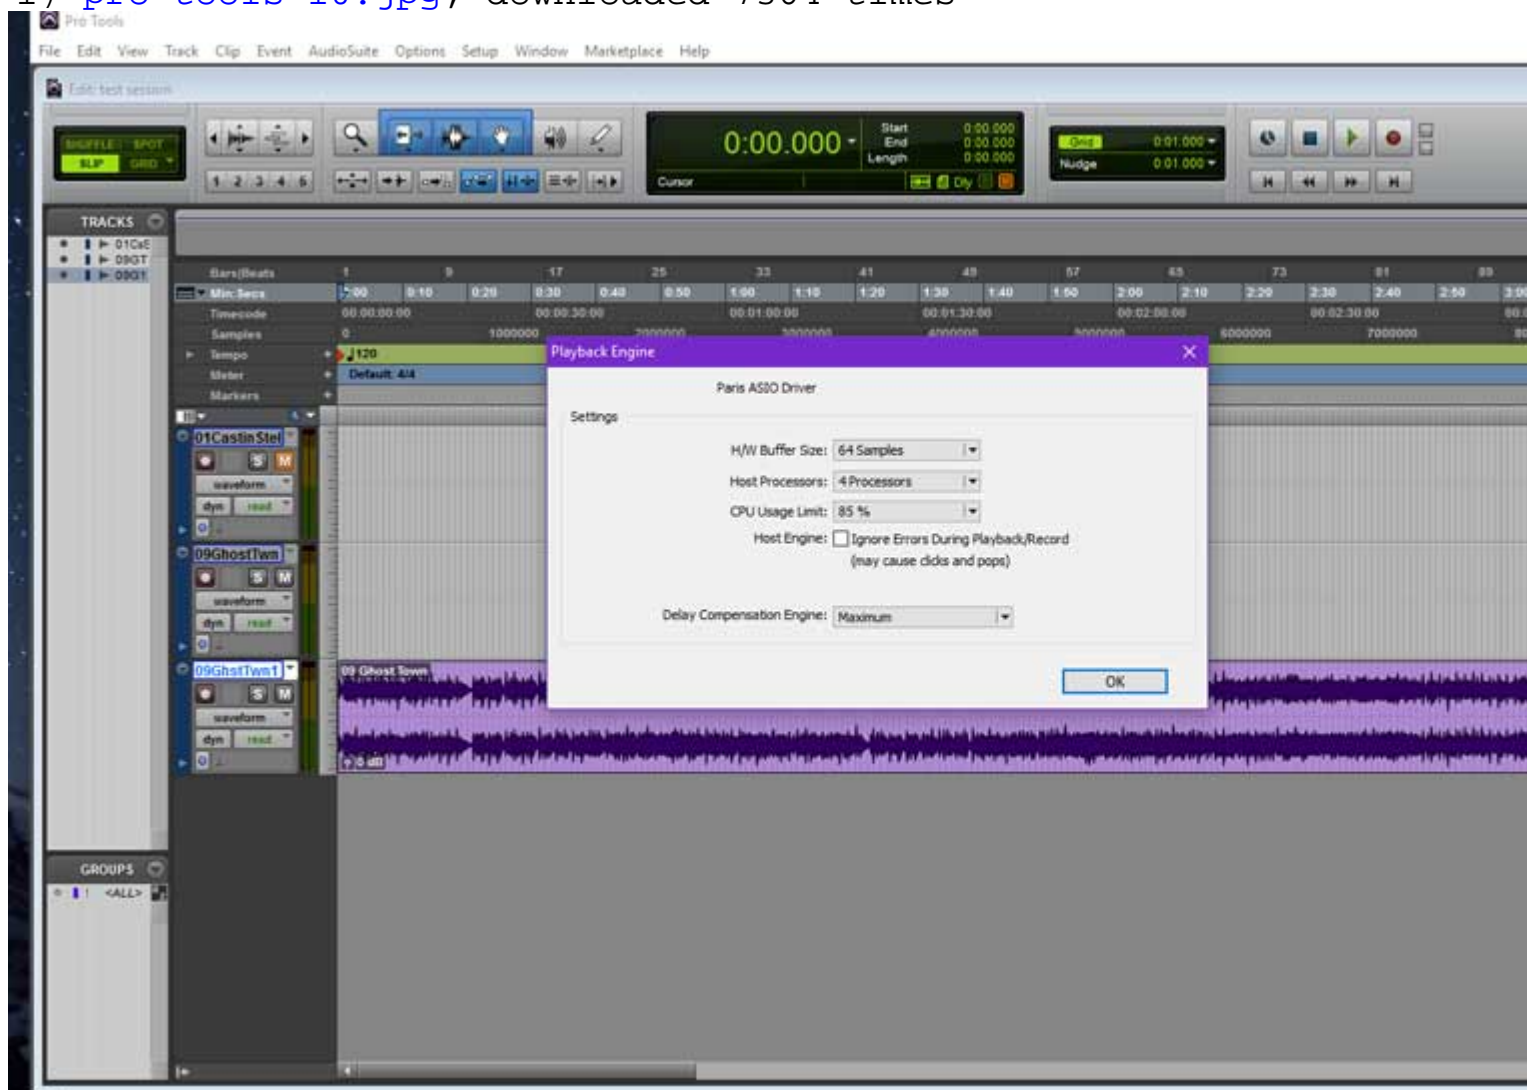 1) pro tools 10.jpg, downloaded 7504 times
Pro Tools
File Edit View Track Clip Event AudioSuite Options Setup Window Marketplace Help
Edit: test session
SHUFFLE SPOT
SLIP GRID
1 2 3 4 5
0:00.000
Start 0:00.000
End 0:00.000
Length 0:00.000
Cursor
Dly
Grid 0:01.000
Nudge 0:01.000
TRACKS
01CsS
09GT
09GT
Bars|Beats 1 9 17 25 33 41 49 57 65 73 81 89
Min:Secs 0:00 0:10 0:20 0:30 0:40 0:50 1:00 1:10 1:20 1:30 1:40 1:50 2:00 2:10 2:20 2:30 2:40 2:50 3:00
Timecode 00:00:00:00 00:00:30:00 00:01:00:00 00:01:30:00 00:02:00:00 00:02:30:00
Samples 0 1000000 2000000 3000000 4000000 5000000 6000000 7000000
Tempo 120
Meter Default: 4/4
Markers
Playback Engine
Paris ASIO Driver
Settings
H/W Buffer Size: 64 Samples
Host Processors: 4 Processors
CPU Usage Limit: 85 %
Host Engine: Ignore Errors During Playback/Record
(may cause clicks and pops)
Delay Compensation Engine: Maximum
OK
01CastinStel
S M
waveform
dyn read
09GhostTwn
S M
waveform
dyn read
09GhstTwn1
S M
waveform
dyn read
09 Ghost Town
0 dB
GROUPS
! <ALL>